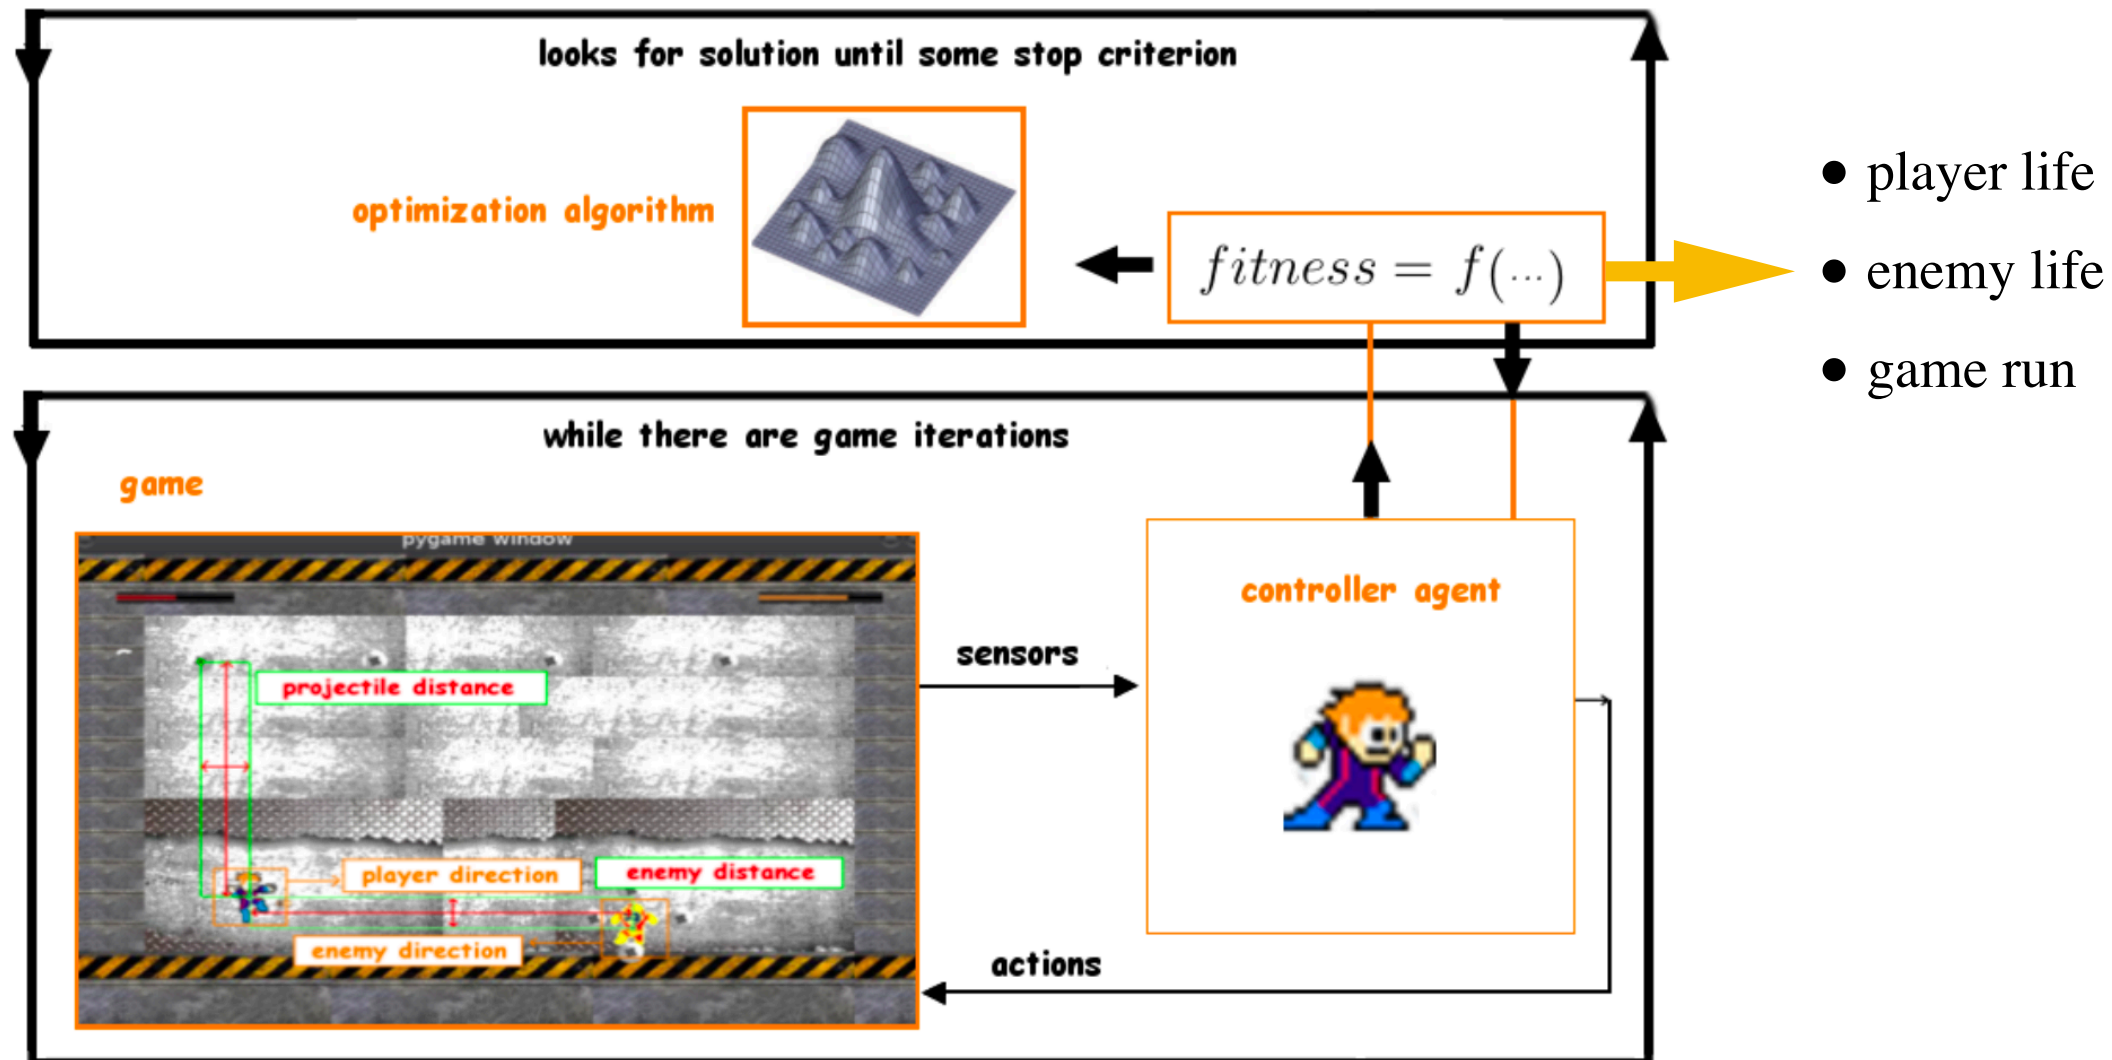 looks for solution until some stop criterion
optimization algorithm
fitness = f(...)
• player life
• enemy life
• game run
while there are game iterations
game
pygame window
projectile distance
player direction
enemy distance
enemy direction
sensors
controller agent
actions